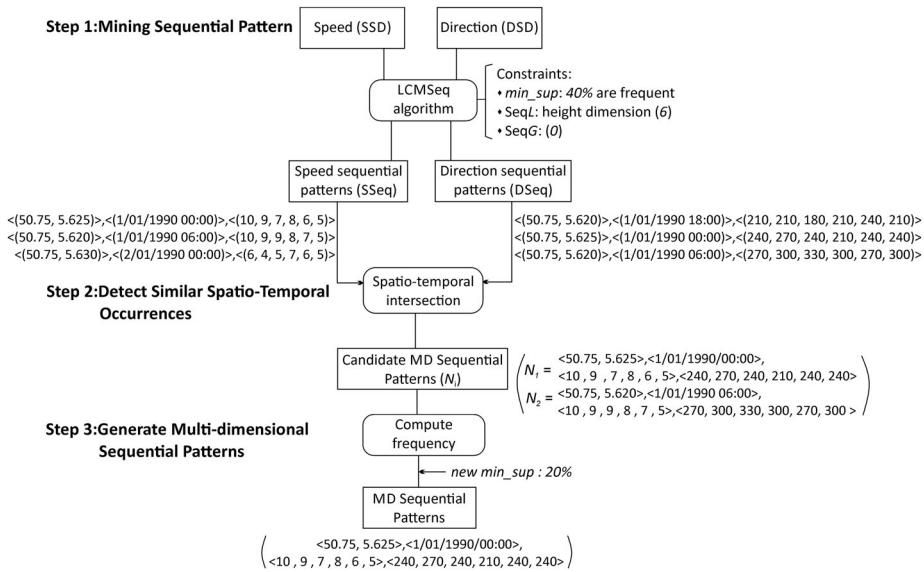 Step 1:Mining Sequential Pattern
Speed (SSD)
Direction (DSD)
LCMSeq
algorithm
Constraints:
♦ min_sup: 40% are frequent
♦ SeqL: height dimension (6)
♦ SeqG: (0)
Speed sequential
patterns (SSeq)
Direction sequential
patterns (DSeq)
<(50.75, 5.625)>,<(1/01/1990 00:00)>,<(10, 9, 7, 8, 6, 5)>
<(50.75, 5.620)>,<(1/01/1990 06:00)>,<(10, 9, 9, 8, 7, 5)>
<(50.75, 5.630)>,<(2/01/1990 00:00)>,<(6, 4, 5, 7, 6, 5)>
<(50.75, 5.620)>,<(1/01/1990 18:00)>,<(210, 210, 180, 210, 240, 210)>
<(50.75, 5.625)>,<(1/01/1990 00:00)>,<(240, 270, 240, 210, 240, 240)>
<(50.75, 5.620)>,<(1/01/1990 06:00)>,<(270, 300, 330, 300, 270, 300)>
Step 2:Detect Similar Spatio-Temporal
Occurrences
Spatio-temporal
intersection
Candidate MD Sequential
Patterns (Ni)
N1 = <50.75, 5.625>,<1/01/1990/00:00>,
<10 , 9 , 7 , 8 , 6 , 5>,<240, 270, 240, 210, 240, 240>
N2 = <50.75, 5.620>,<1/01/1990 06:00>,
<10 , 9 , 9 , 8 , 7 , 5>,<270, 300, 330, 300, 270, 300 >
Step 3:Generate Multi-dimensional
Sequential Patterns
Compute
frequency
new min_sup : 20%
MD Sequential
Patterns
<50.75, 5.625>,<1/01/1990/00:00>,
<10 , 9 , 7 , 8 , 6 , 5>,<240, 270, 240, 210, 240, 240>